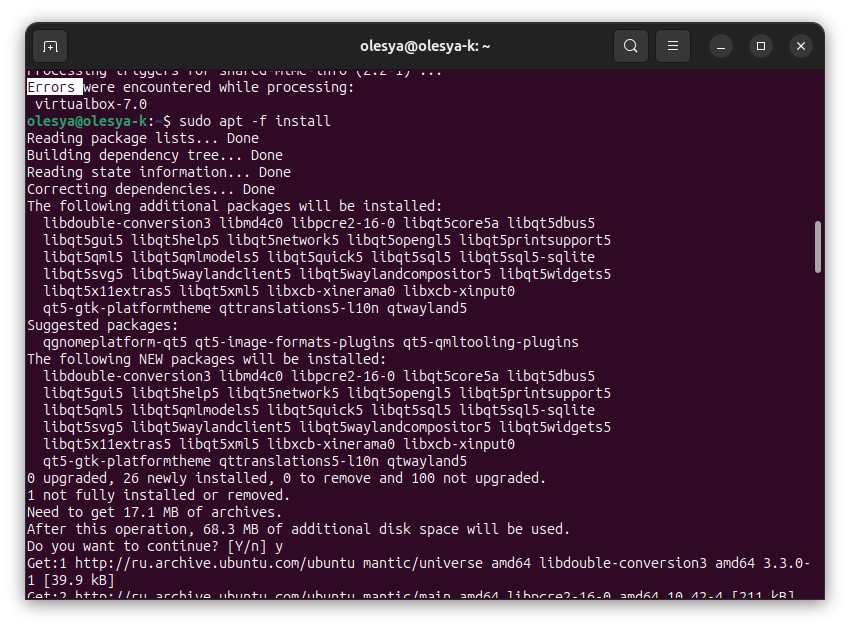 olesya@olesya-k: ~
Processing triggers for shared-mime-info (2.2-1) ...
Errors were encountered while processing:
 virtualbox-7.0
olesya@olesya-k:~$ sudo apt -f install
Reading package lists... Done
Building dependency tree... Done
Reading state information... Done
Correcting dependencies... Done
The following additional packages will be installed:
  libdouble-conversion3 libmd4c0 libpcre2-16-0 libqt5core5a libqt5dbus5
  libqt5gui5 libqt5help5 libqt5network5 libqt5opengl5 libqt5printsupport5
  libqt5qml5 libqt5qmlmodels5 libqt5quick5 libqt5sql5 libqt5sql5-sqlite
  libqt5svg5 libqt5waylandclient5 libqt5waylandcompositor5 libqt5widgets5
  libqt5x11extras5 libqt5xml5 libxcb-xinerama0 libxcb-xinput0
  qt5-gtk-platformtheme qttranslations5-l10n qtwayland5
Suggested packages:
  qgnomeplatform-qt5 qt5-image-formats-plugins qt5-qmltooling-plugins
The following NEW packages will be installed:
  libdouble-conversion3 libmd4c0 libpcre2-16-0 libqt5core5a libqt5dbus5
  libqt5gui5 libqt5help5 libqt5network5 libqt5opengl5 libqt5printsupport5
  libqt5qml5 libqt5qmlmodels5 libqt5quick5 libqt5sql5 libqt5sql5-sqlite
  libqt5svg5 libqt5waylandclient5 libqt5waylandcompositor5 libqt5widgets5
  libqt5x11extras5 libqt5xml5 libxcb-xinerama0 libxcb-xinput0
  qt5-gtk-platformtheme qttranslations5-l10n qtwayland5
0 upgraded, 26 newly installed, 0 to remove and 100 not upgraded.
1 not fully installed or removed.
Need to get 17.1 MB of archives.
After this operation, 68.3 MB of additional disk space will be used.
Do you want to continue? [Y/n] y
Get:1 http://ru.archive.ubuntu.com/ubuntu mantic/universe amd64 libdouble-conversion3 amd64 3.3.0-
1 [39.9 kB]
Get:2 http://ru.archive.ubuntu.com/ubuntu mantic/main amd64 libpcre2-16-0 amd64 10.42-4 [211 kB]